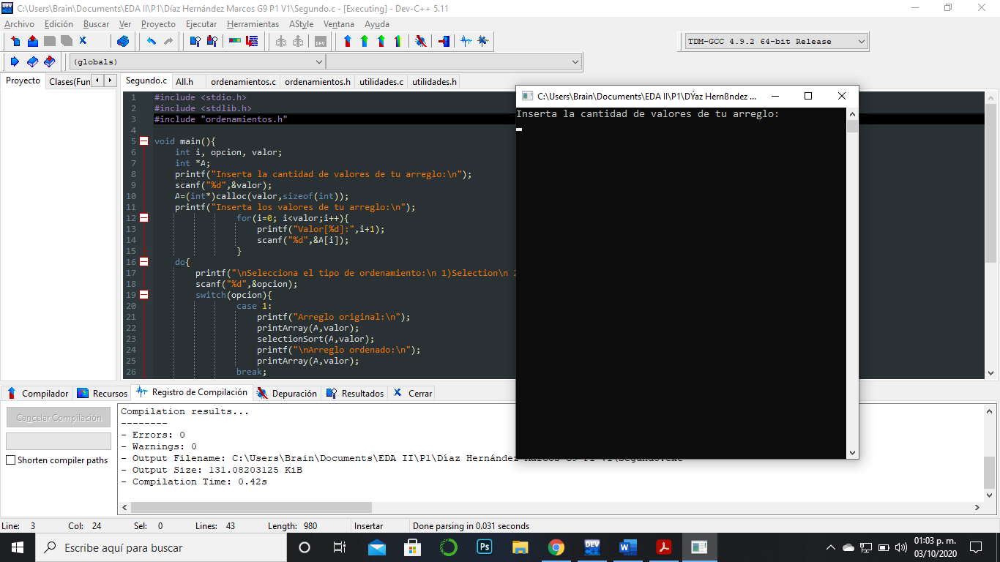 C:\Users\Brain\Documents\EDA II\P1\Díaz Hernández Marcos G9 P1 V1\Segundo.c - [Executing] - Dev-C++ 5.11
Archivo Edición Buscar Ver Proyecto Ejecutar Herramientas AStyle Ventana Ayuda
TDM-GCC 4.9.2 64-bit Release
(globals)
Proyecto Clases(Fun
Segundo.c All.h ordenamientos.c ordenamientos.h utilidades.c utilidades.h
1 #include <stdio.h>
2 #include <stdlib.h>
3 #include "ordenamientos.h"
4
5 void main(){
6 int i, opcion, valor;
7 int *A;
8 printf("Inserta la cantidad de valores de tu arreglo:\n");
9 scanf("%d",&valor);
10 A=(int*)calloc(valor,sizeof(int));
11 printf("Inserta los valores de tu arreglo:\n");
12 for(i=0; i<valor;i++){
13 printf("Valor[%d]:",i+1);
14 scanf("%d",&A[i]);
15 }
16 do{
17 printf("\nSelecciona el tipo de ordenamiento:\n 1)Selection\n 2
18 scanf("%d",&opcion);
19 switch(opcion){
20 case 1:
21 printf("Arreglo original:\n");
22 printArray(A,valor);
23 selectionSort(A,valor);
24 printf("\nArreglo ordenado:\n");
25 printArray(A,valor);
26 break;
C:\Users\Brain\Documents\EDA II\P1\DÝaz Hernßndez ...
Inserta la cantidad de valores de tu arreglo:
Compilador Recursos Registro de Compilación Depuración Resultados Cerrar
Cancelar Compilación
Shorten compiler paths
Compilation results...
--------
- Errors: 0
- Warnings: 0
- Output Filename: C:\Users\Brain\Documents\EDA II\P1\Díaz Hernández Marcos G9 P1 V1\Segundo.exe
- Output Size: 131.08203125 KiB
- Compilation Time: 0.42s
Line: 3 Col: 24 Sel: 0 Lines: 43 Length: 980 Insertar Done parsing in 0.031 seconds
Escribe aquí para buscar
Ps
DEV
W
01:03 p. m.
03/10/2020